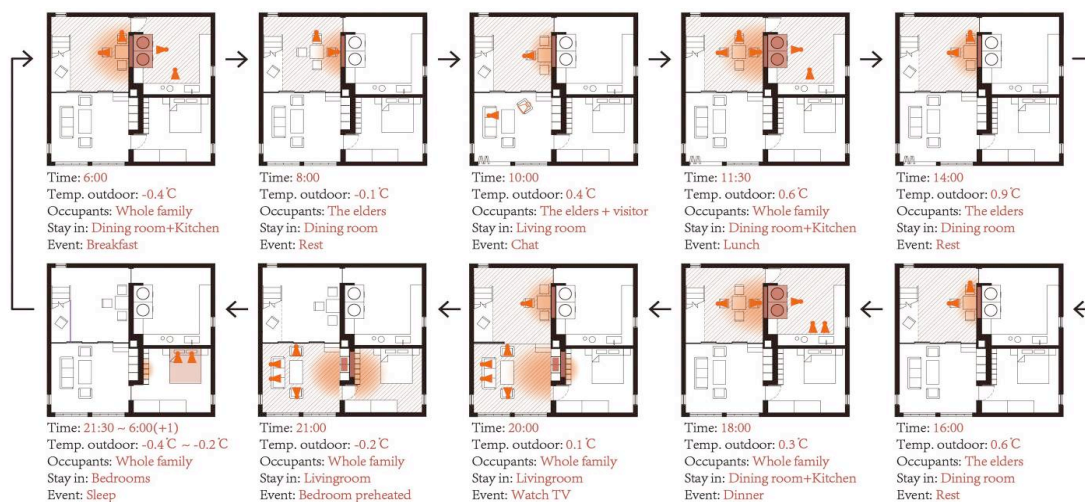 Time: 6:00
Temp. outdoor: -0.4℃
Occupants: Whole family
Stay in: Dining room+Kitchen
Event: Breakfast
Time: 8:00
Temp. outdoor: -0.1℃
Occupants: The elders
Stay in: Dining room
Event: Rest
Time: 10:00
Temp. outdoor: 0.4℃
Occupants: The elders + visitor
Stay in: Living room
Event: Chat
Time: 11:30
Temp. outdoor: 0.6℃
Occupants: Whole family
Stay in: Dining room+Kitchen
Event: Lunch
Time: 14:00
Temp. outdoor: 0.9℃
Occupants: The elders
Stay in: Dining room
Event: Rest
Time: 21:30 ~ 6:00(+1)
Temp. outdoor: -0.4℃ ~ -0.2℃
Occupants: Whole family
Stay in: Bedrooms
Event: Sleep
Time: 21:00
Temp. outdoor: -0.2℃
Occupants: Whole family
Stay in: Livingroom
Event: Bedroom preheated
Time: 20:00
Temp. outdoor: 0.1℃
Occupants: Whole family
Stay in: Livingroom
Event: Watch TV
Time: 18:00
Temp. outdoor: 0.3℃
Occupants: Whole family
Stay in: Dining room+Kitchen
Event: Dinner
Time: 16:00
Temp. outdoor: 0.6℃
Occupants: The elders
Stay in: Dining room
Event: Rest